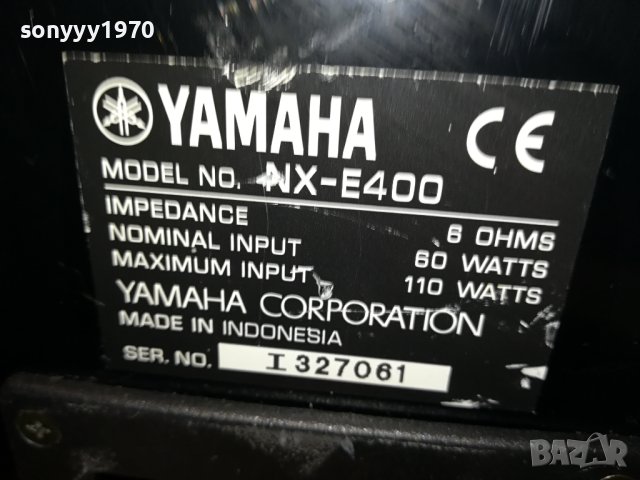 sonyyy1970
YAMAHA CE
MODEL NO. NX-E400
IMPEDANCE 6 OHMS
NOMINAL INPUT 60 WATTS
MAXIMUM INPUT 110 WATTS
YAMAHA CORPORATION
MADE IN INDONESIA
SER. NO. I 327061
BAZAR